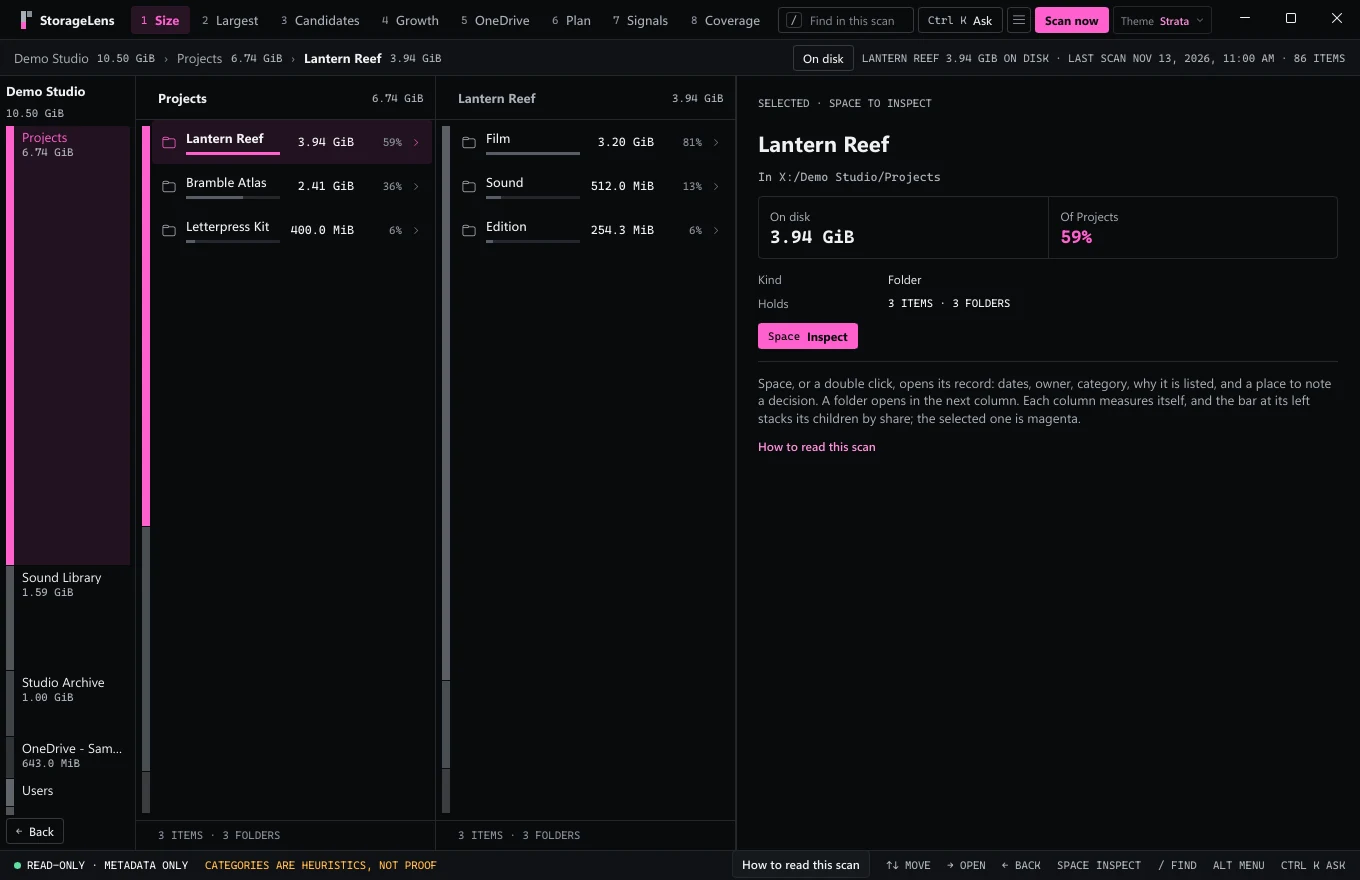 StorageLens 1 Size 2 Largest 3 Candidates 4 Growth 5 OneDrive 6 Plan 7 Signals 8 Coverage / Find in this scan Ctrl K Ask Scan now Theme Strata
Demo Studio 10.50 GiB › Projects 6.74 GiB › Lantern Reef 3.94 GiB On disk LANTERN REEF 3.94 GIB ON DISK · LAST SCAN NOV 13, 2026, 11:00 AM · 86 ITEMS
Demo Studio
10.50 GiB
Projects
6.74 GiB
Sound Library
1.59 GiB
Studio Archive
1.00 GiB
OneDrive - Sam...
643.0 MiB
Users
← Back
Projects 6.74 GiB
Lantern Reef 3.94 GiB 59% ›
Bramble Atlas 2.41 GiB 36% ›
Letterpress Kit 400.0 MiB 6% ›
3 ITEMS · 3 FOLDERS
Lantern Reef 3.94 GiB
Film 3.20 GiB 81% ›
Sound 512.0 MiB 13% ›
Edition 254.3 MiB 6% ›
3 ITEMS · 3 FOLDERS
SELECTED · SPACE TO INSPECT
Lantern Reef
In X:/Demo Studio/Projects
On disk Of Projects
3.94 GiB 59%
Kind Folder
Holds 3 ITEMS · 3 FOLDERS
Space Inspect
Space, or a double click, opens its record: dates, owner, category, why it is listed, and a place to note
a decision. A folder opens in the next column. Each column measures itself, and the bar at its left
stacks its children by share; the selected one is magenta.
How to read this scan
READ-ONLY · METADATA ONLY CATEGORIES ARE HEURISTICS, NOT PROOF How to read this scan ↑↓ MOVE → OPEN ← BACK SPACE INSPECT / FIND ALT MENU CTRL K ASK